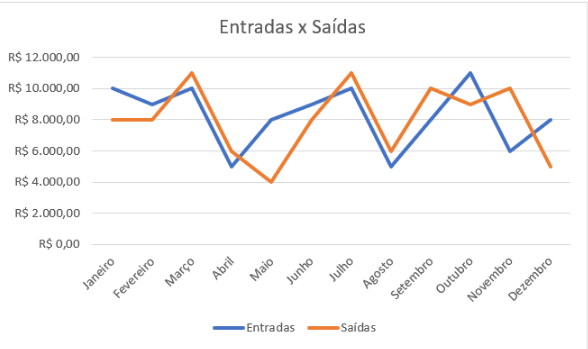 Entradas x Saídas
R$ 12.000,00
R$ 10.000,00
R$ 8.000,00
R$ 6.000,00
R$ 4.000,00
R$ 2.000,00
R$ 0,00
Janeiro
Fevereiro
Março
Abril
Maio
Junho
Julho
Agosto
Setembro
Outubro
Novembro
Dezembro
Entradas
Saídas